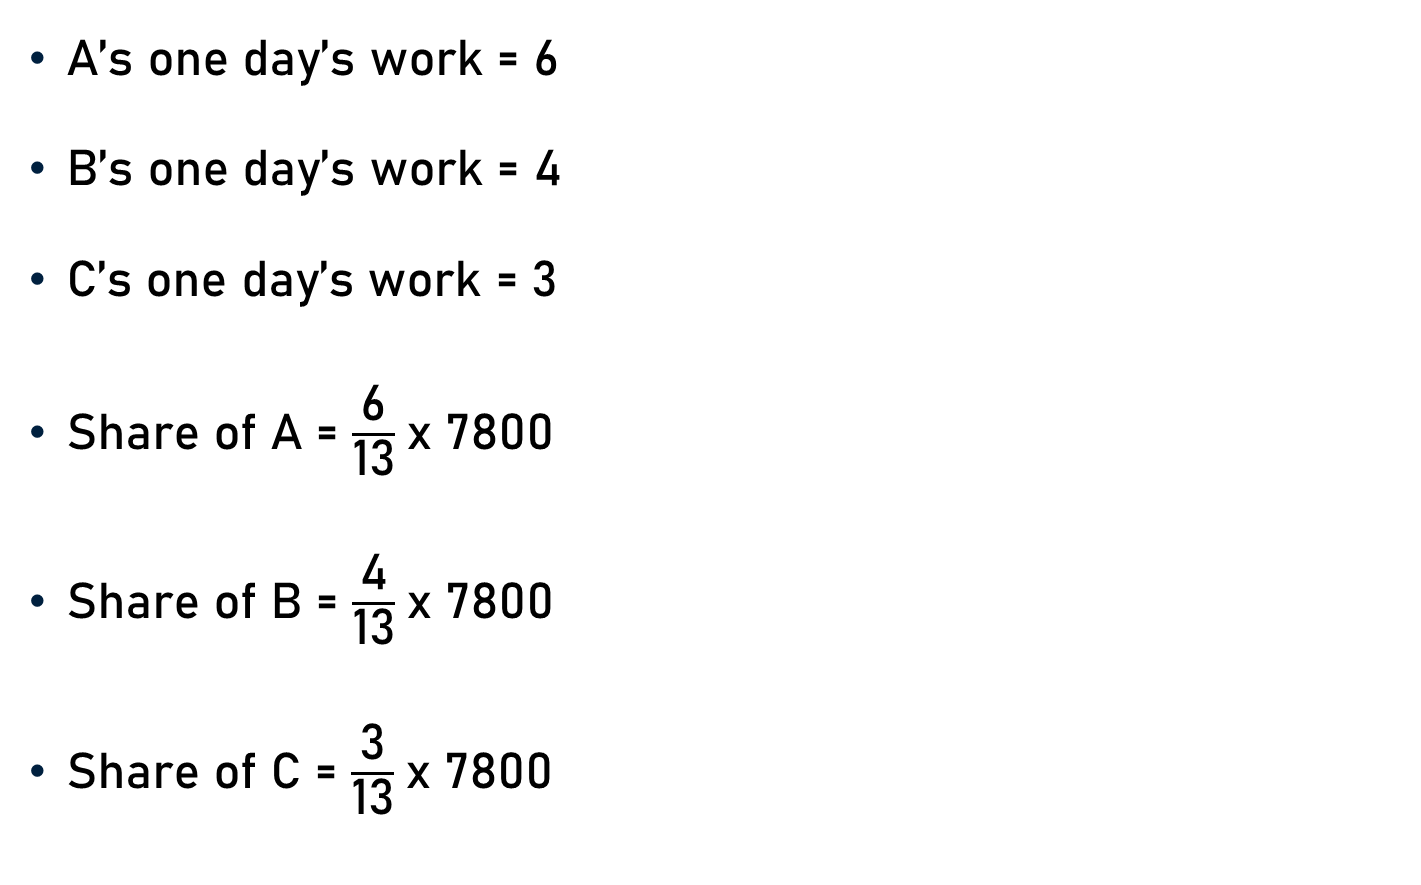 • A’s one day’s work = 6
• B’s one day’s work = 4
• C’s one day’s work = 3
• Share of A = 6/13 x 7800
• Share of B = 4/13 x 7800
• Share of C = 3/13 x 7800